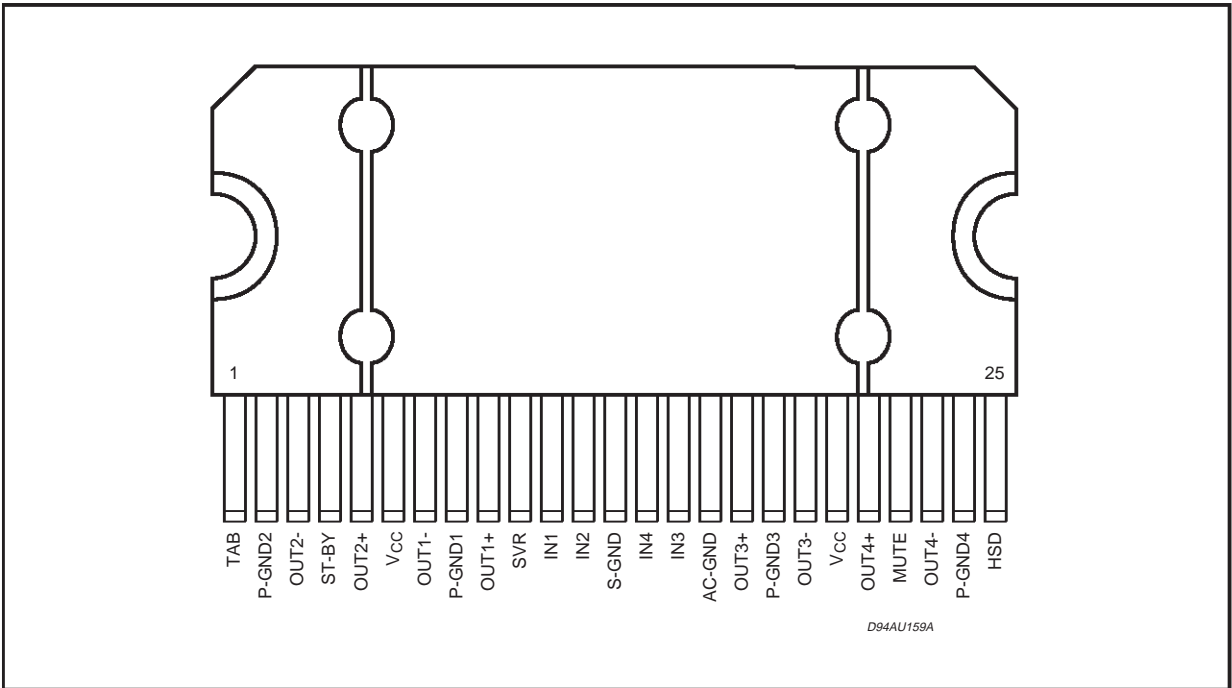 1
25
TAB
P-GND2
OUT2-
ST-BY
OUT2+
VCC
OUT1-
P-GND1
OUT1+
SVR
IN1
IN2
S-GND
IN4
IN3
AC-GND
OUT3+
P-GND3
OUT3-
VCC
OUT4+
MUTE
OUT4-
P-GND4
HSD
D94AU159A